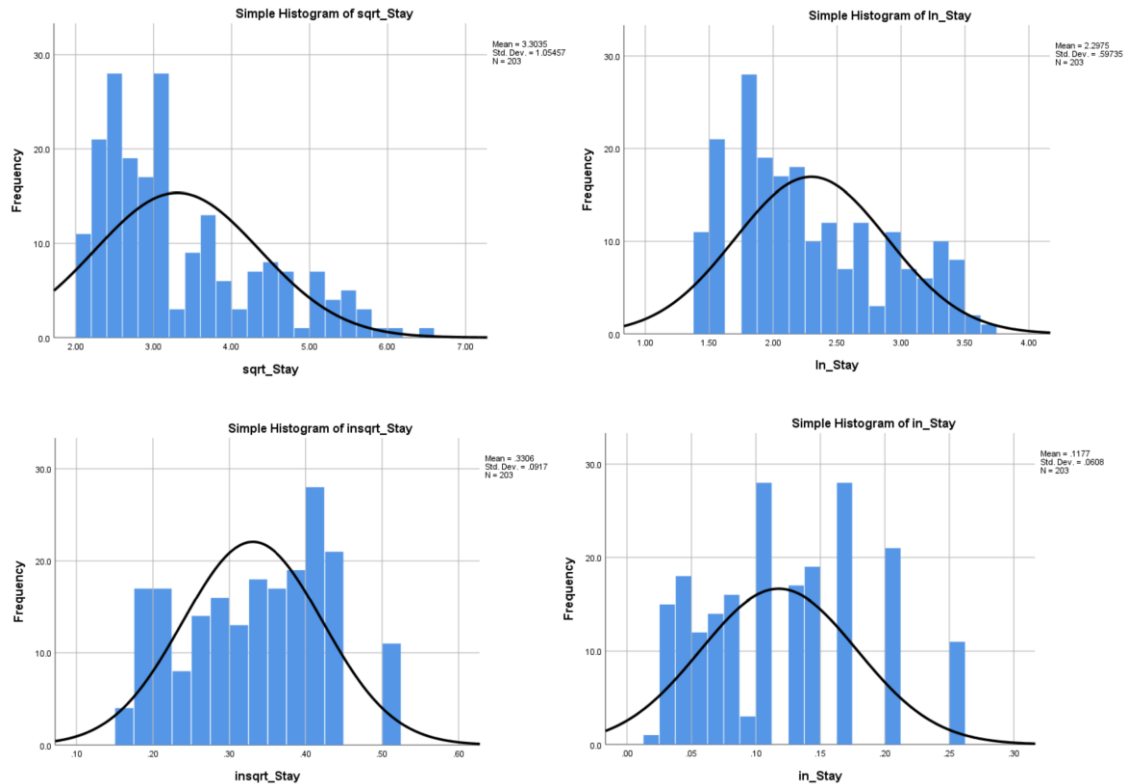 Simple Histogram of sqrt_Stay
Mean = 3.3035
Std. Dev. = 1.05457
N = 203
30.0
20.0
10.0
0.0
Frequency
2.00 3.00 4.00 5.00 6.00 7.00
sqrt_Stay
Simple Histogram of ln_Stay
Mean = 2.2975
Std. Dev. = .59735
N = 203
30.0
20.0
10.0
0.0
Frequency
1.00 1.50 2.00 2.50 3.00 3.50 4.00
ln_Stay
Simple Histogram of insqrt_Stay
Mean = .3306
Std. Dev. = .0917
N = 203
30.0
20.0
10.0
0.0
Frequency
.10 .20 .30 .40 .50 .60
insqrt_Stay
Simple Histogram of in_Stay
Mean = .1177
Std. Dev. = .0608
N = 203
30.0
20.0
10.0
0.0
Frequency
.00 .05 .10 .15 .20 .25 .30
in_Stay